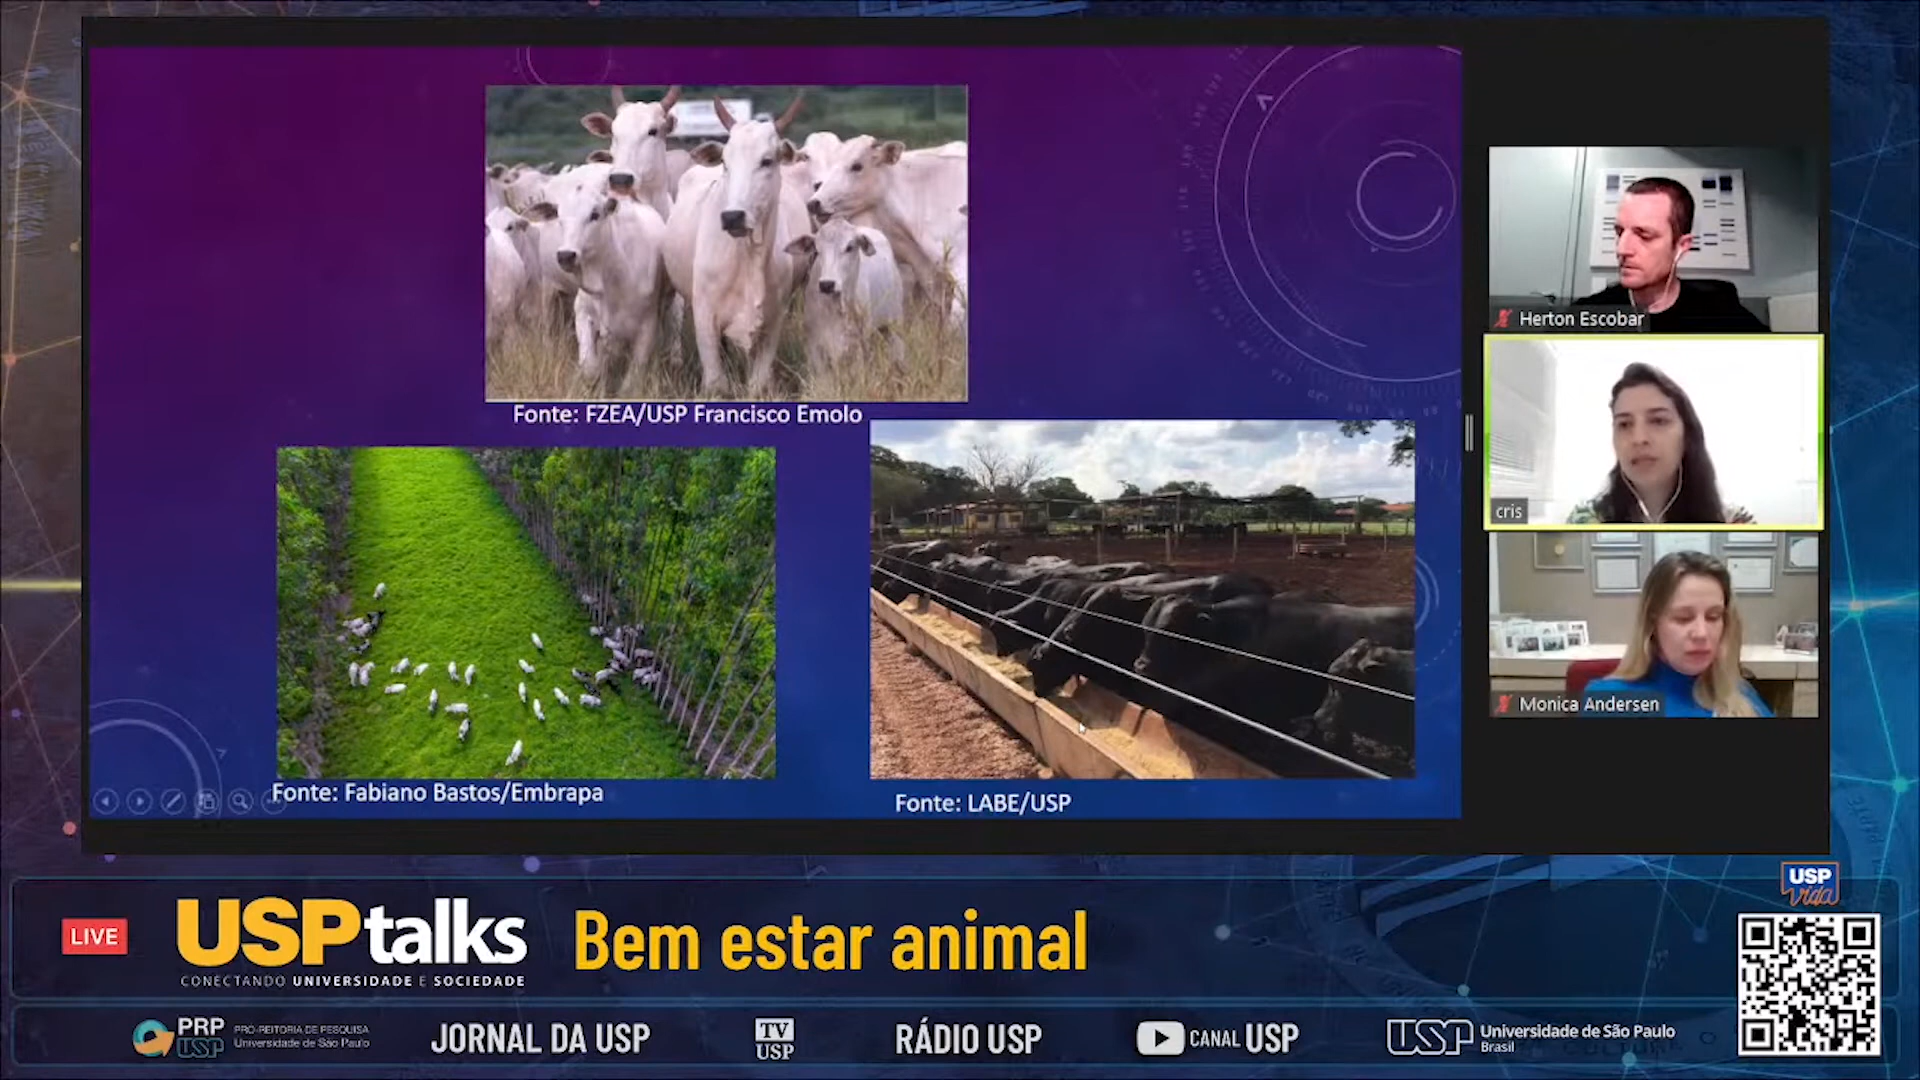 Fonte: FZEA/USP Francisco Emolo
Fonte: Fabiano Bastos/Embrapa
Fonte: LABE/USP
Herton Escobar
cris
Monica Andersen
USP
vida
LIVE
USPtalks
CONECTANDO UNIVERSIDADE E SOCIEDADE
Bem estar animal
PRP
USP
PRÓ-REITORIA DE PESQUISA
Universidade de São Paulo
JORNAL DA USP
TV
USP
RÁDIO USP
CANAL USP
USP
Universidade de São Paulo
Brasil